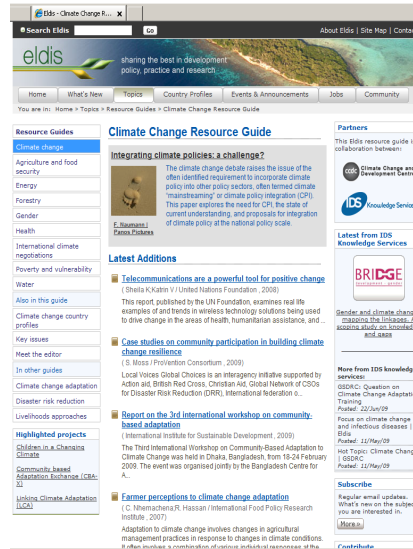 Eldis - Climate Change R...
Search Eldis
Go
About Eldis | Site Map | Contac
eldis
sharing the best in development
policy, practice and research
Home
What's New
Topics
Country Profiles
Events & Announcements
Jobs
Community
You are in: Home > Topics > Resource Guides > Climate Change Resource Guide
Resource Guides
Climate change
Agriculture and food
security
Energy
Forestry
Gender
Health
International climate
negotiations
Poverty and vulnerability
Water
Also in this guide
Climate change country
profiles
Key issues
Meet the editor
In other guides
Climate change adaptation
Disaster risk reduction
Livelihoods approaches
Highlighted projects
Children in a Changing
Climate
Community based
Adaptation Exchange (CBA-
X)
Linking Climate Adaptation
(LCA)
Climate Change Resource Guide
Integrating climate policies: a challenge?
The climate change debate raises the issue of the
often identified requirement to incorporate climate
policy into other policy sectors, often termed climate
"mainstreaming" or climate policy integration (CPI).
This paper explores the need for CPI, the state of
current understanding, and proposals for integration
of climate policy at the national policy scale.
F. Naumann |
Panos Pictures
Latest Additions
Telecommunications are a powerful tool for positive change
( Sheila K;Katrin V / United Nations Foundation , 2008)
This report, published by the UN Foundation, examines real life
examples of and trends in wireless technology solutions being used
to drive change in the areas of health, humanitarian assistance, and ...
Case studies on community participation in building climate
change resilience
( S. Moss / ProVention Consortium , 2009)
Local Voices Global Choices is an interagency initiative supported by
Action aid, British Red Cross, Christian Aid, Global Network of CSOs
for Disaster Risk Reduction (DRR), International federation o...
Report on the 3rd international workshop on community-
based adaptation
( International Institute for Sustainable Development , 2009)
The Third International Workshop on Community-Based Adaptation to
Climate Change was held in Dhaka, Bangladesh, from 18-24 February
2009. The event was organised jointly by the Bangladesh Centre for
A...
Farmer perceptions to climate change adaptation
( C. Nhemachena;R. Hassan / International Food Policy Research
Institute , 2007)
Adaptation to climate change involves changes in agricultural
management practices in response to changes in climate conditions.
It often involves a combination of various individual responses at the
Partners
This Eldis resource guide is
collaboration between:
ccdc
Climate Change and
Development Centre
IDS
Knowledge Service
Latest from IDS
Knowledge Services
BRIDGE
development - gender
Gender and climate change
mapping the linkages. A
scoping study on knowledge
and gaps
More from IDS knowledge
services:
GSDRC: Question on
Climate Change Adaptati
Training
Posted: 22/Jun/09
Focus on climate change
and infectious diseases |
Eldis
Posted: 11/May/09
Hot Topic: Climate Chang
| GSDRC
Posted: 11/May/09
Subscribe
Regular email updates.
What's new on the subjec
you are interested in.
More »
Contribute